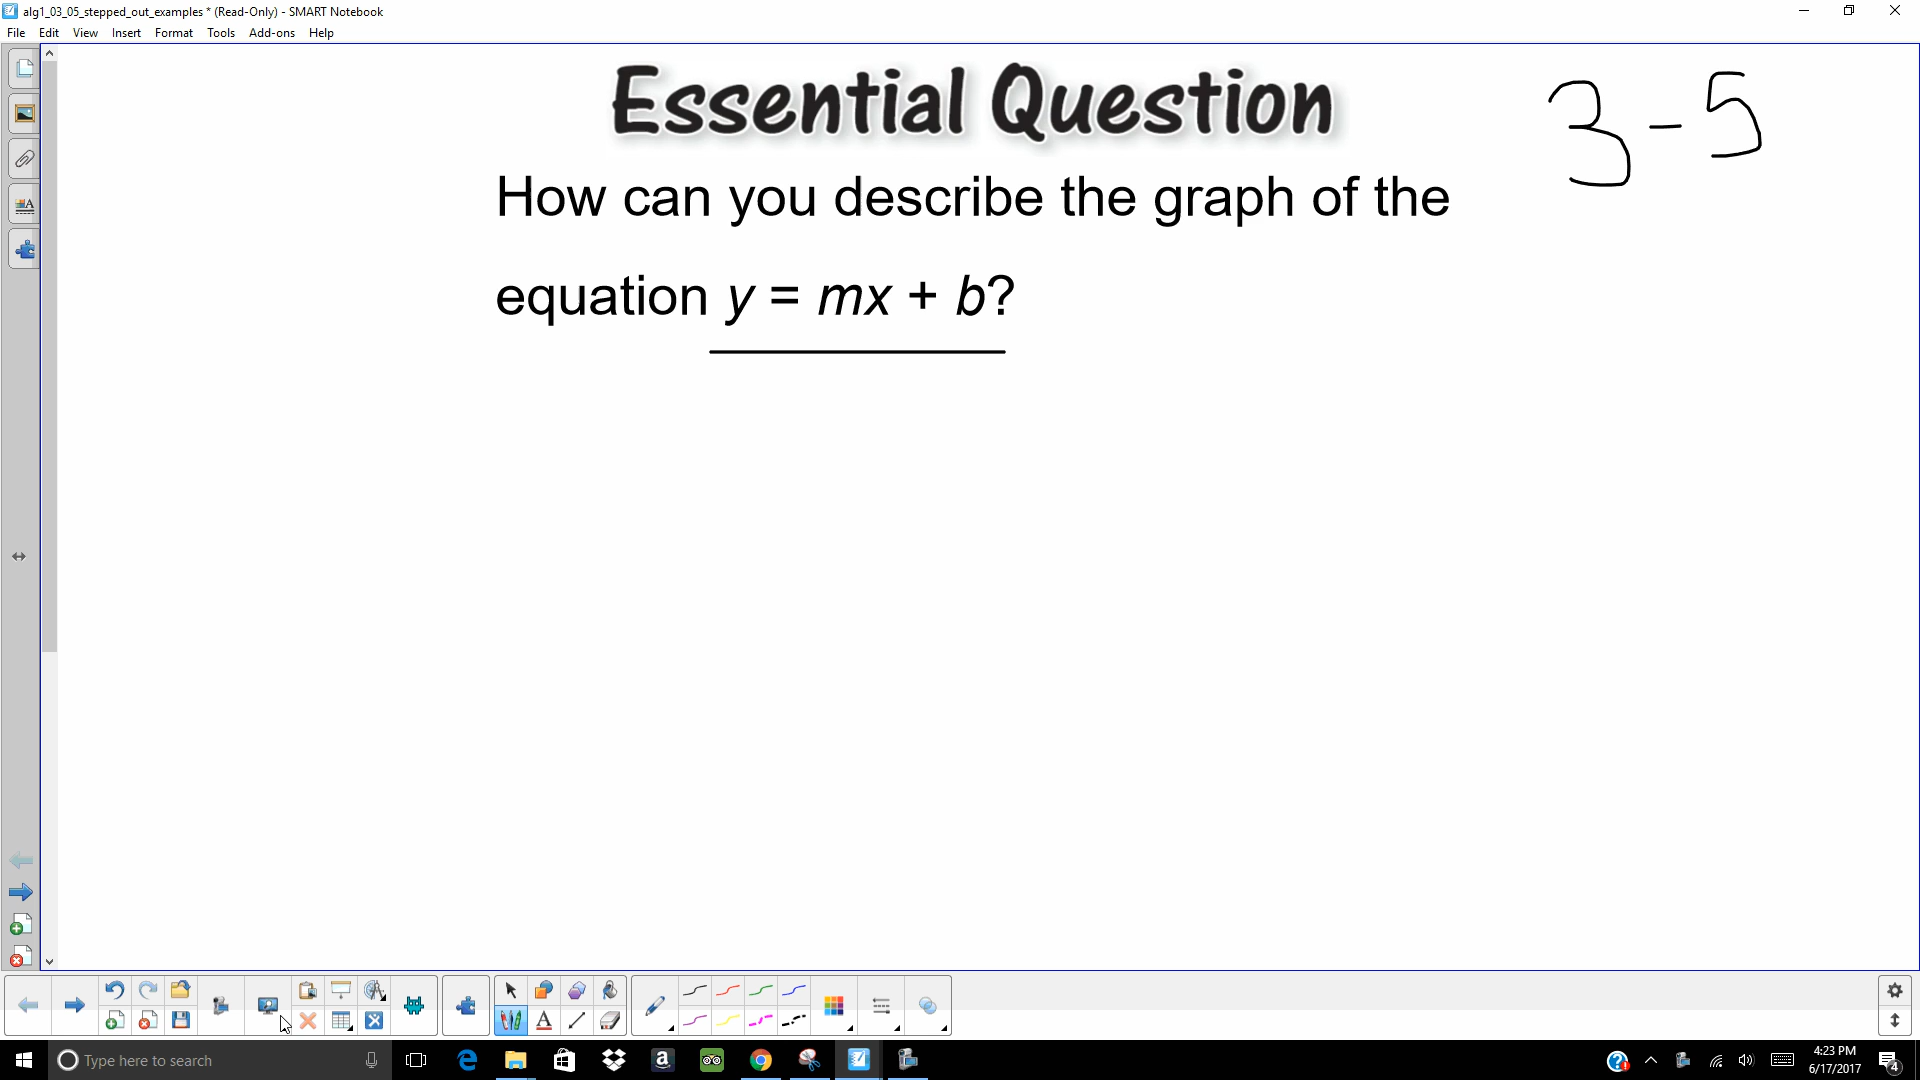 alg1_03_05_stepped_out_examples * (Read-Only) - SMART Notebook
File Edit View Insert Format Tools Add-ons Help
Essential Question
3-5
How can you describe the graph of the
equation y = mx + b?
Type here to search
4:23 PM
6/17/2017
4